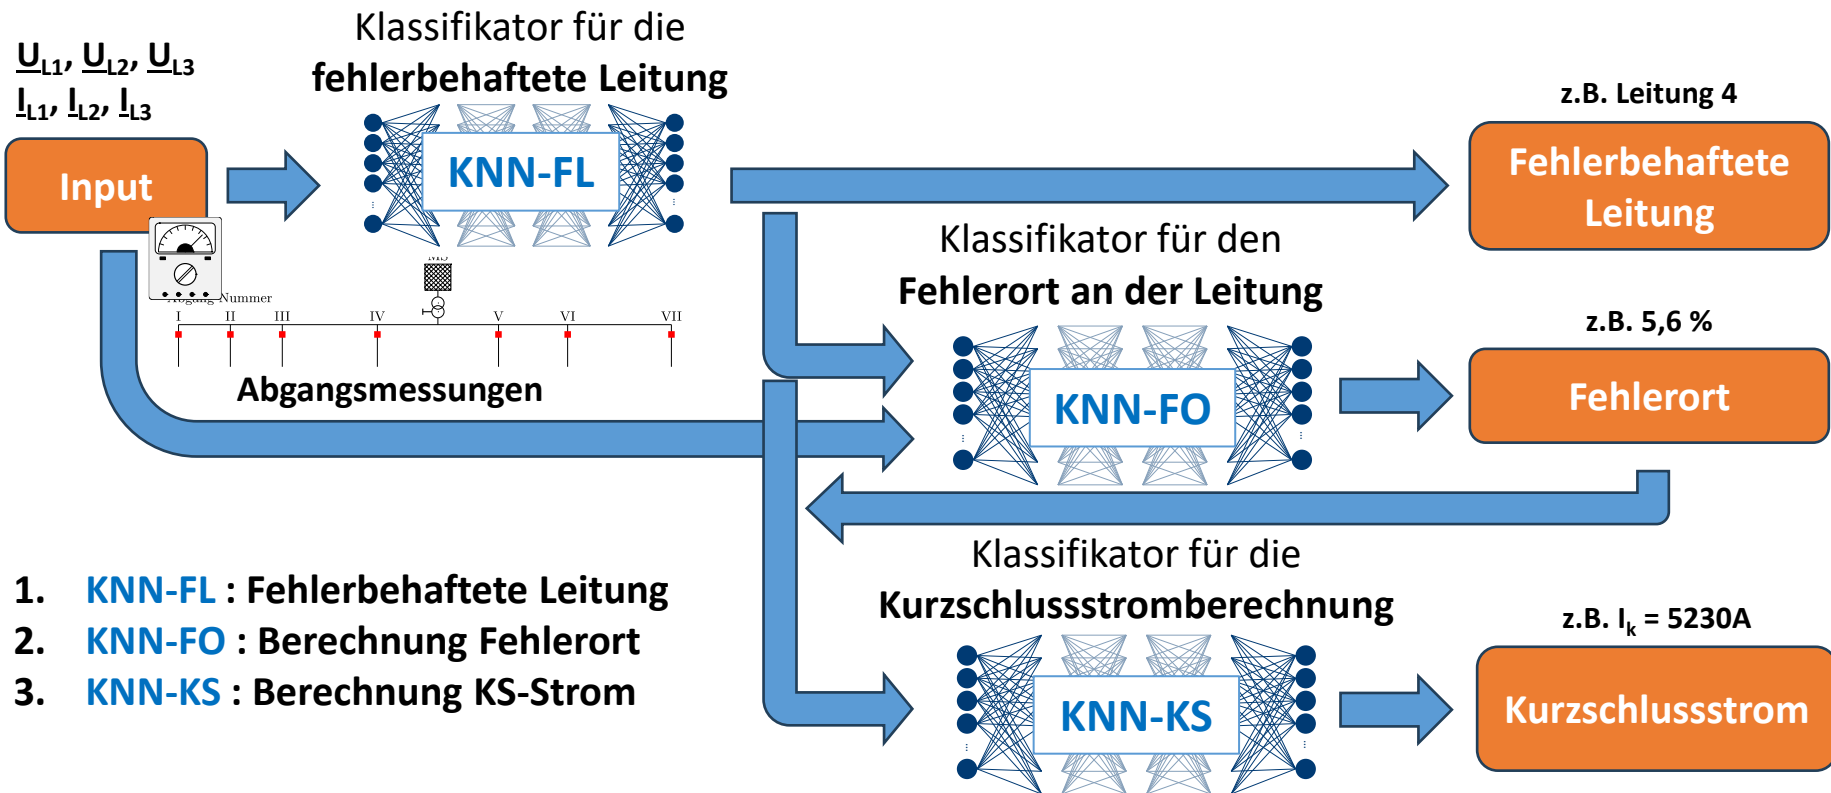 Klassifikator für die
fehlerbehaftete Leitung
U_L1, U_L2, U_L3
I_L1, I_L2, I_L3
Input
KNN-FL
z.B. Leitung 4
Fehlerbehaftete
Leitung
Klassifikator für den
Fehlerort an der Leitung
MS
Abgang Nummer
I II III IV V VI VII
Abgangsmessungen
KNN-FO
z.B. 5,6 %
Fehlerort
Klassifikator für die
Kurzschlussstromberechnung
KNN-KS
z.B. I_k = 5230A
Kurzschlussstrom
1. KNN-FL : Fehlerbehaftete Leitung
2. KNN-FO : Berechnung Fehlerort
3. KNN-KS : Berechnung KS-Strom